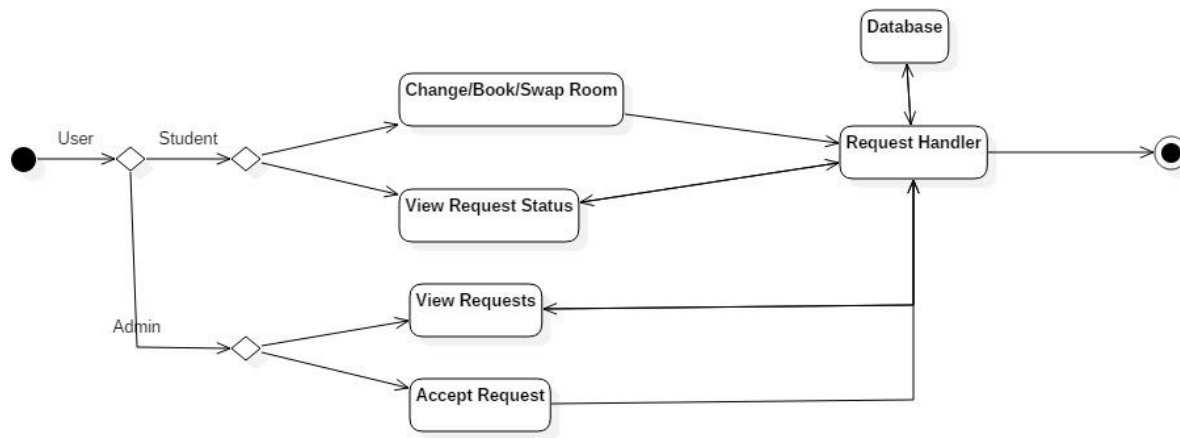 Database
Change/Book/Swap Room
User
Student
Request Handler
View Request Status
View Requests
Admin
Accept Request